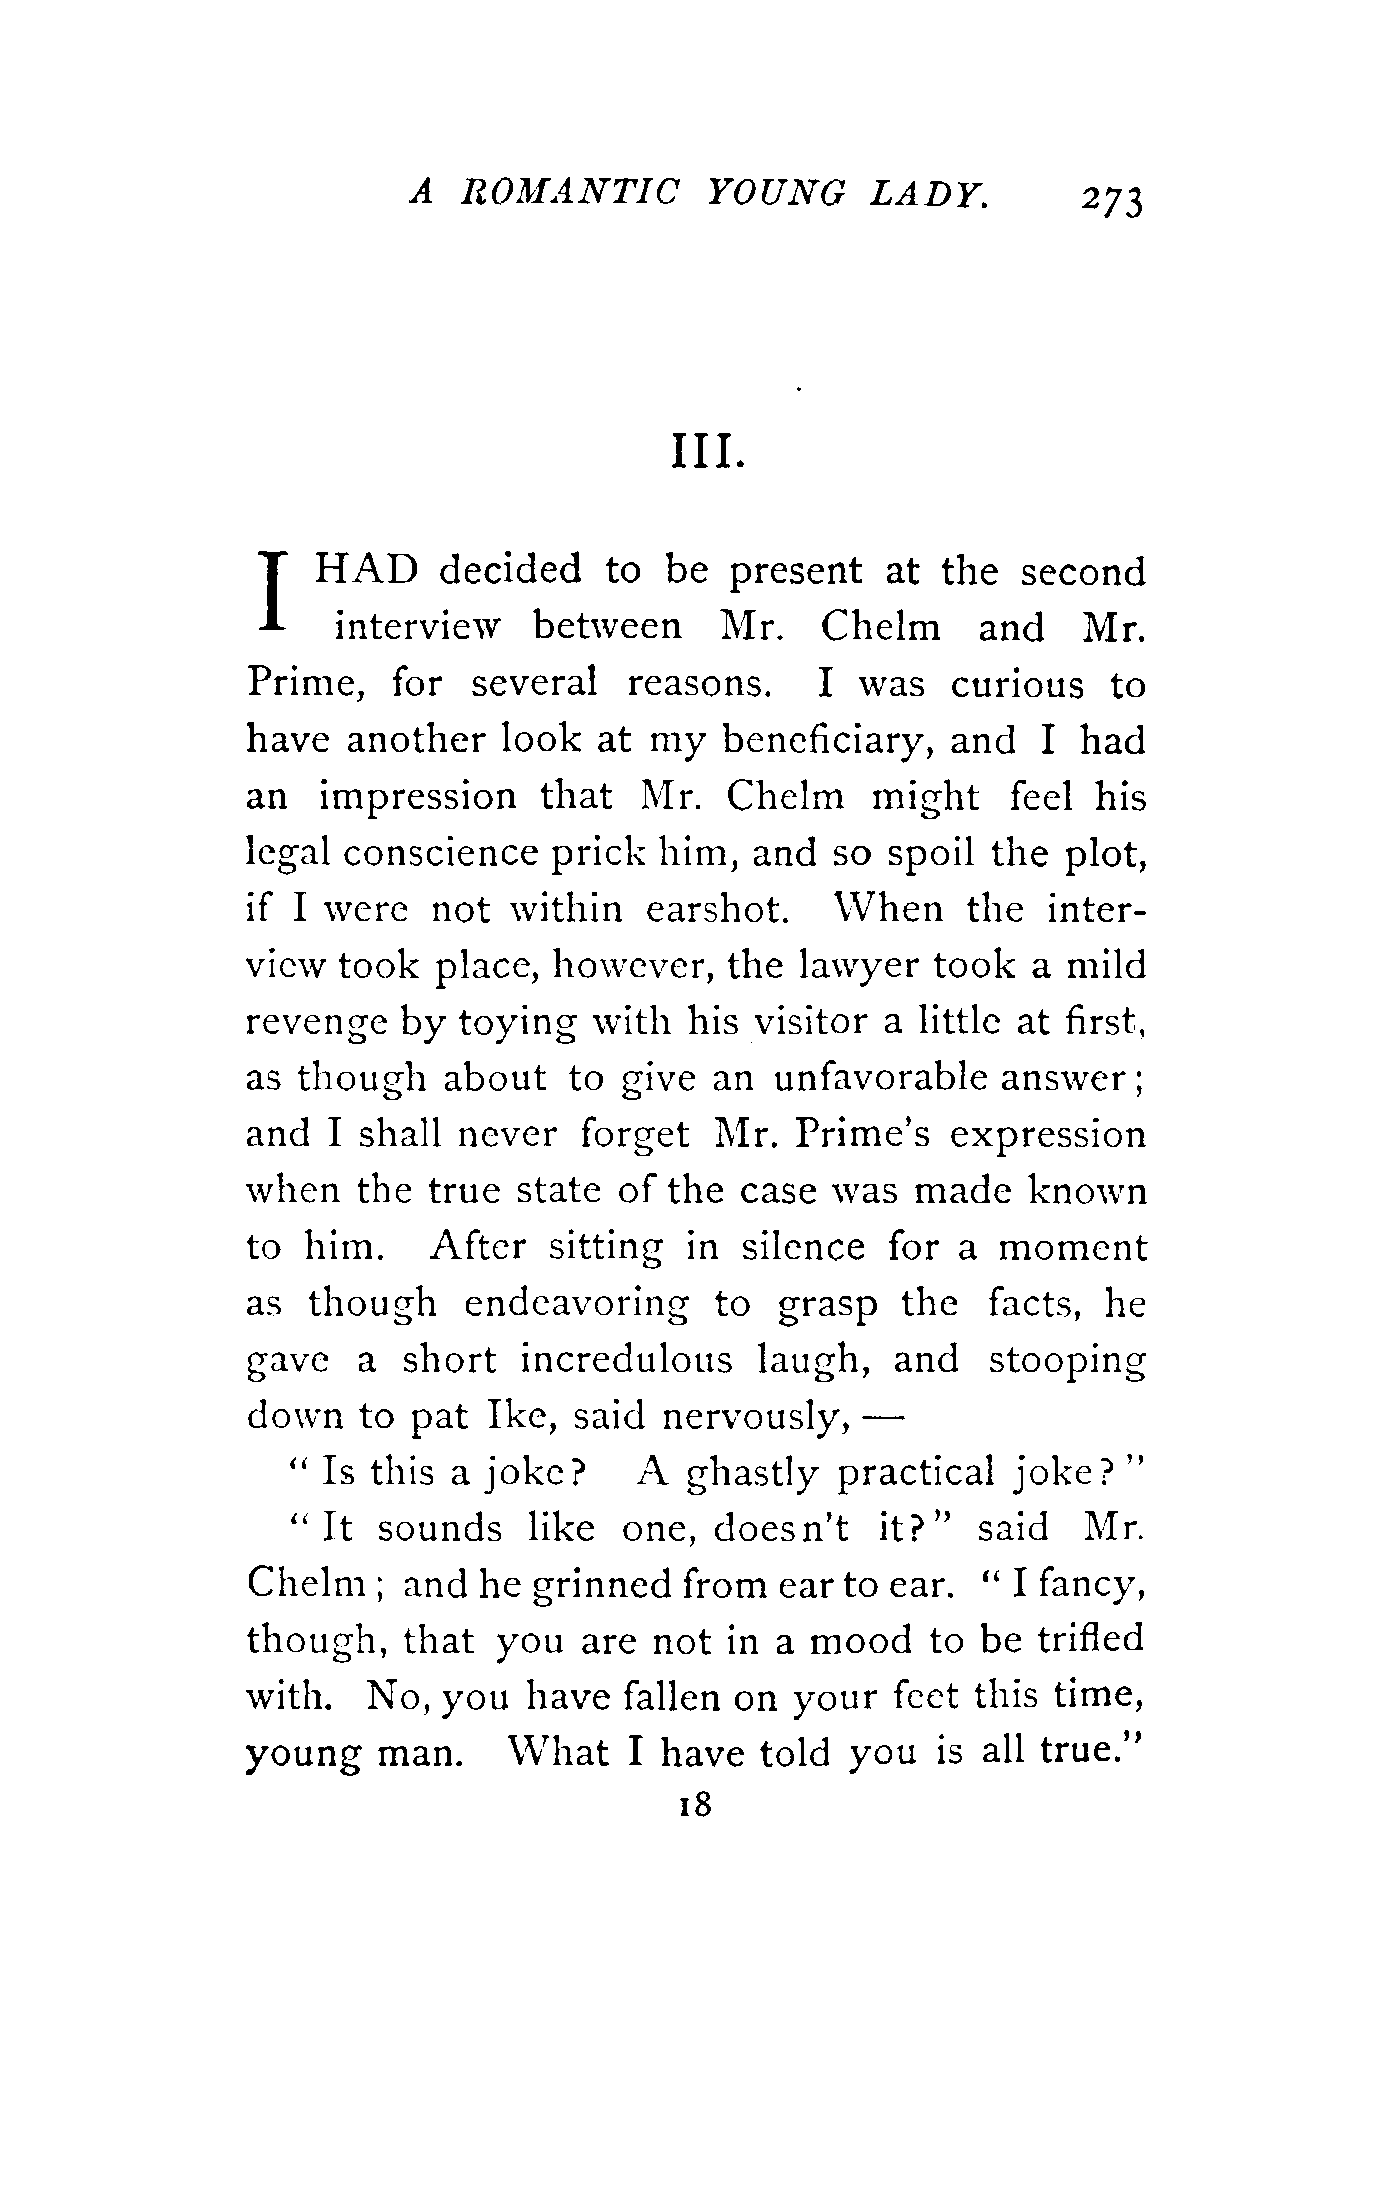 A ROMANTIC YOUNG LADY. 273
III.
I HAD decided to be present at the second
interview between Mr. Chelm and Mr.
Prime, for several reasons. I was curious to
have another look at my beneficiary, and I had
an impression that Mr. Chelm might feel his
legal conscience prick him, and so spoil the plot,
if I were not within earshot. When the inter-
view took place, however, the lawyer took a mild
revenge by toying with his visitor a little at first,
as though about to give an unfavorable answer;
and I shall never forget Mr. Prime's expression
when the true state of the case was made known
to him. After sitting in silence for a moment
as though endeavoring to grasp the facts, he
gave a short incredulous laugh, and stooping
down to pat Ike, said nervously, —
"Is this a joke? A ghastly practical joke?"
"It sounds like one, doesn't it?" said Mr.
Chelm; and he grinned from ear to ear. "I fancy,
though, that you are not in a mood to be trifled
with. No, you have fallen on your feet this time,
young man. What I have told you is all true."
18